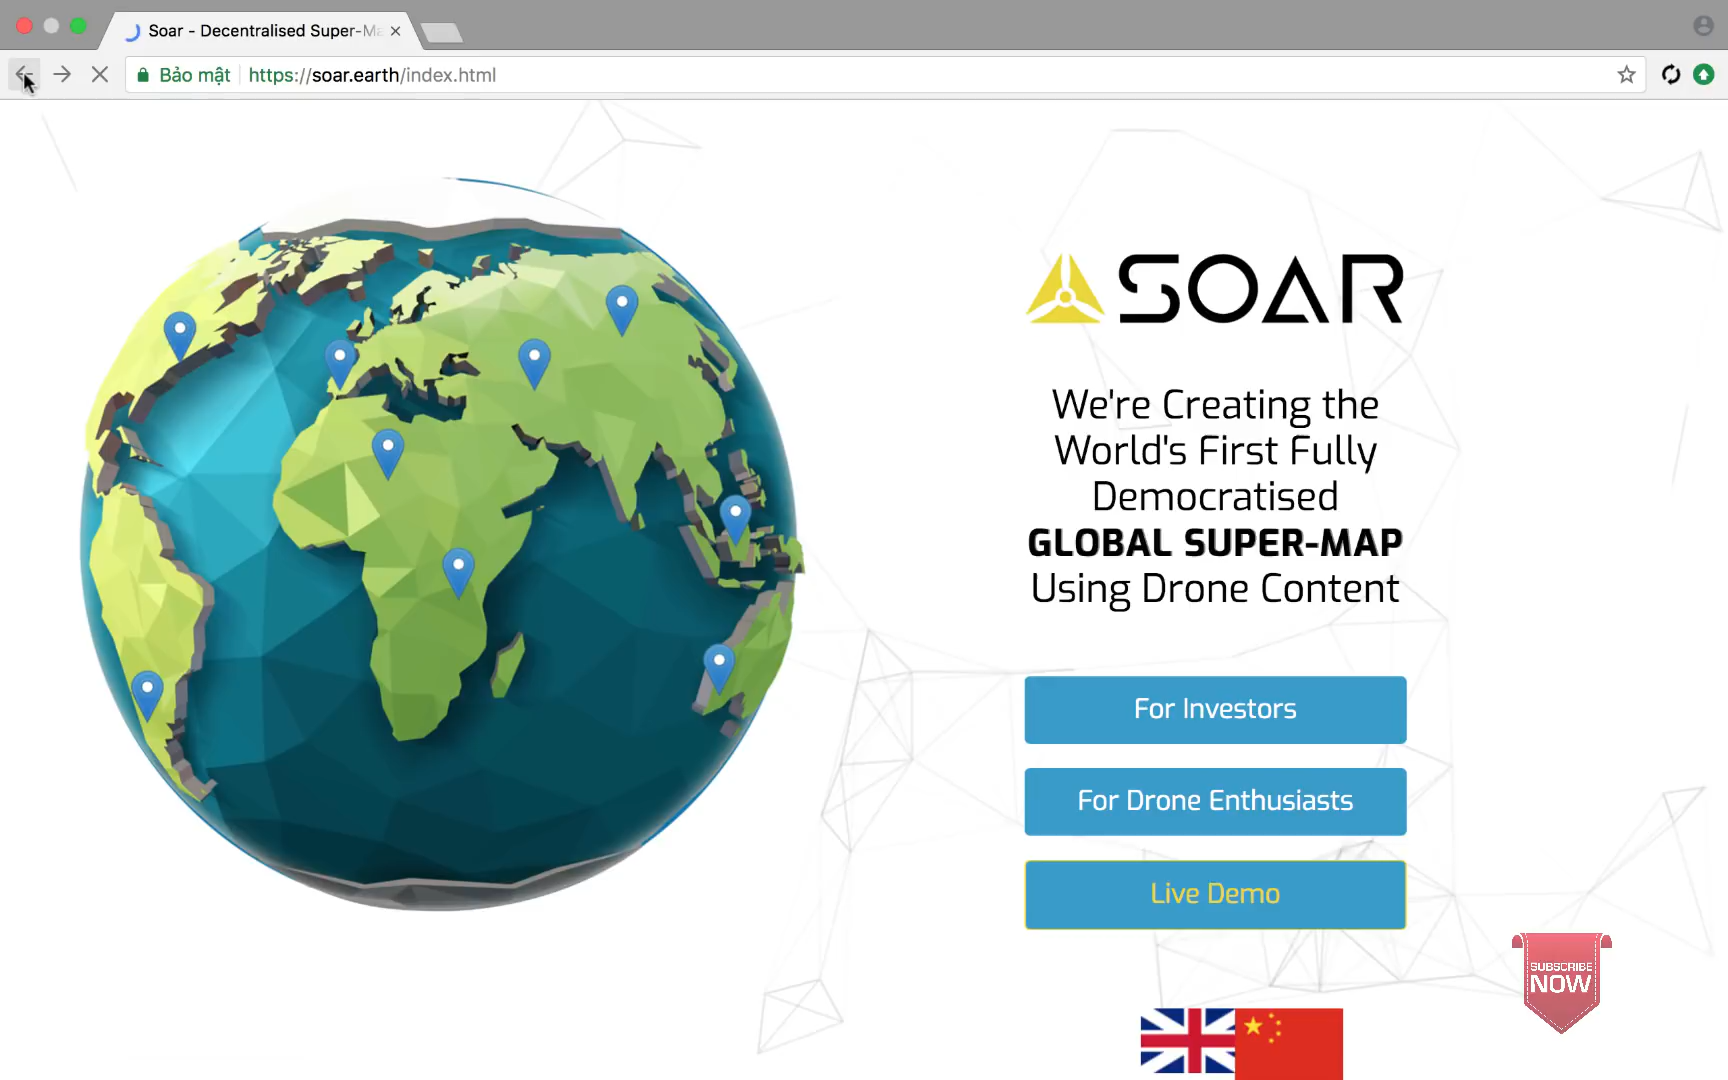 Soar - Decentralised Super-Ma
Bảo mật
https://soar.earth/index.html
SOAR
We're Creating the
World's First Fully
Democratised
GLOBAL SUPER-MAP
Using Drone Content
For Investors
For Drone Enthusiasts
Live Demo
SUBSCRIBE
NOW